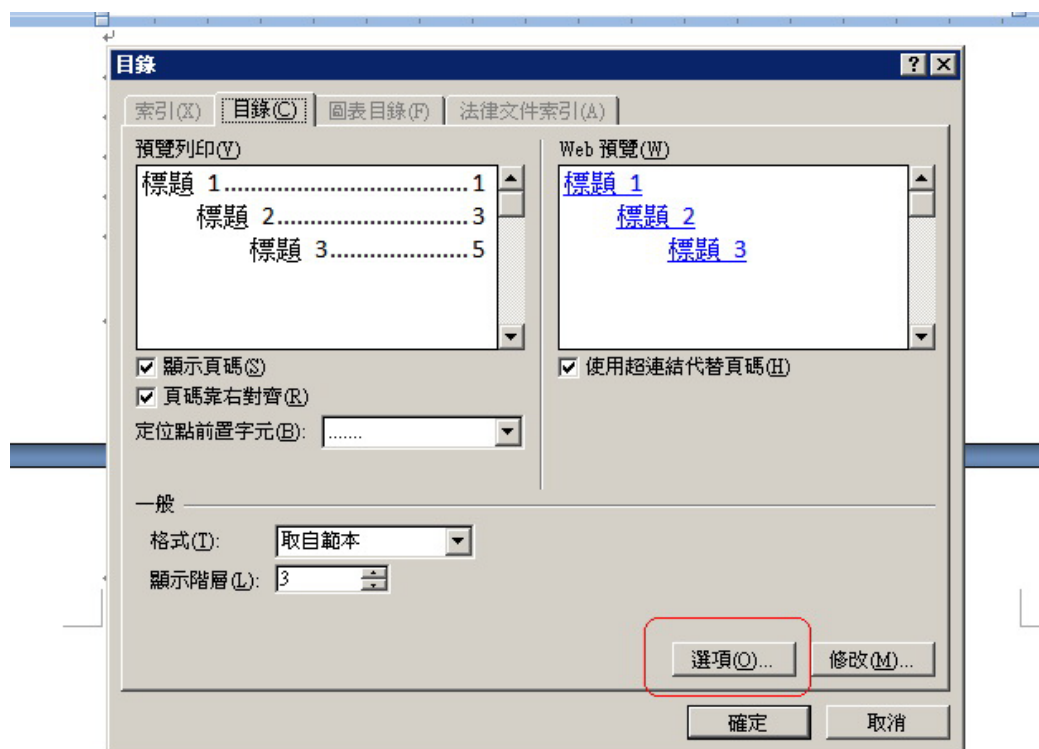 目錄
索引(X) 目錄(C) 圖表目錄(F) 法律文件索引(A)
預覽列印(V)
標題 1....................................1
標題 2............................3
標題 3....................5
Web 預覽(W)
標題 1
標題 2
標題 3
顯示頁碼(S)
頁碼靠右對齊(R)
定位點前置字元(B): .......
使用超連結代替頁碼(H)
一般
格式(T): 取自範本
顯示階層(L): 3
選項(O)... 修改(M)...
確定 取消